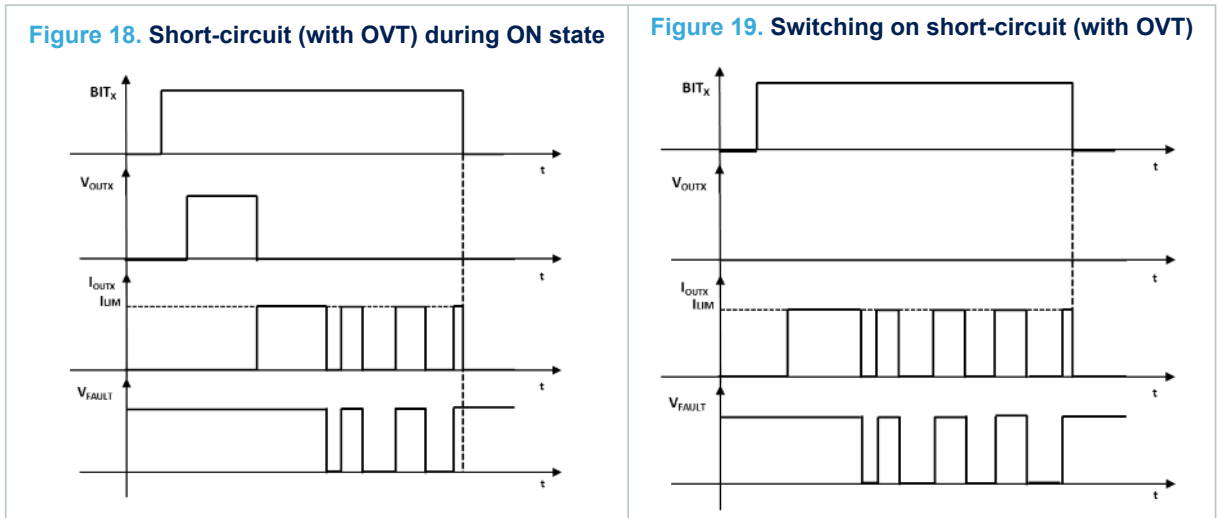 Figure 18. Short-circuit (with OVT) during ON state
BITX
t
VOUTX
t
IOUTX
ILIM
t
VFAULT
t
Figure 19. Switching on short-circuit (with OVT)
BITX
t
VOUTX
t
IOUTX
ILIM
t
VFAULT
t